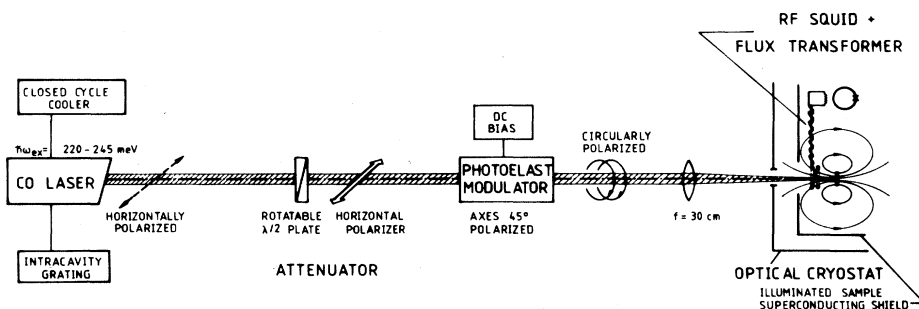 RF SQUID +
FLUX TRANSFORMER
CLOSED CYCLE
COOLER
ħω_ex = 220-245 meV
CO LASER
INTRACAVITY
GRATING
HORIZONTALLY
POLARIZED
ROTATABLE
λ/2 PLATE
HORIZONTAL
POLARIZER
ATTENUATOR
DC
BIAS
PHOTOELAST
MODULATOR
AXES 45°
POLARIZED
CIRCULARLY
POLARIZED
f = 30 cm
OPTICAL CRYOSTAT
ILLUMINATED SAMPLE
SUPERCONDUCTING SHIELD